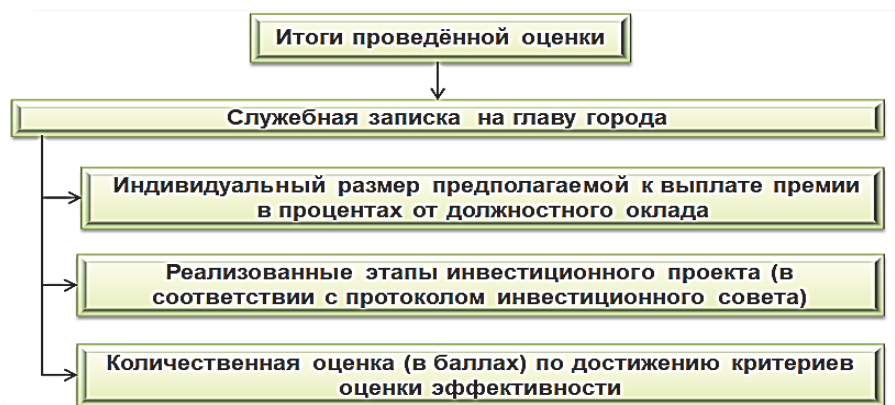 Итоги проведённой оценки
Служебная записка на главу города
Индивидуальный размер предполагаемой к выплате премии
в процентах от должностного оклада
Реализованные этапы инвестиционного проекта (в
соответствии с протоколом инвестиционного совета)
Количественная оценка (в баллах) по достижению критериев
оценки эффективности